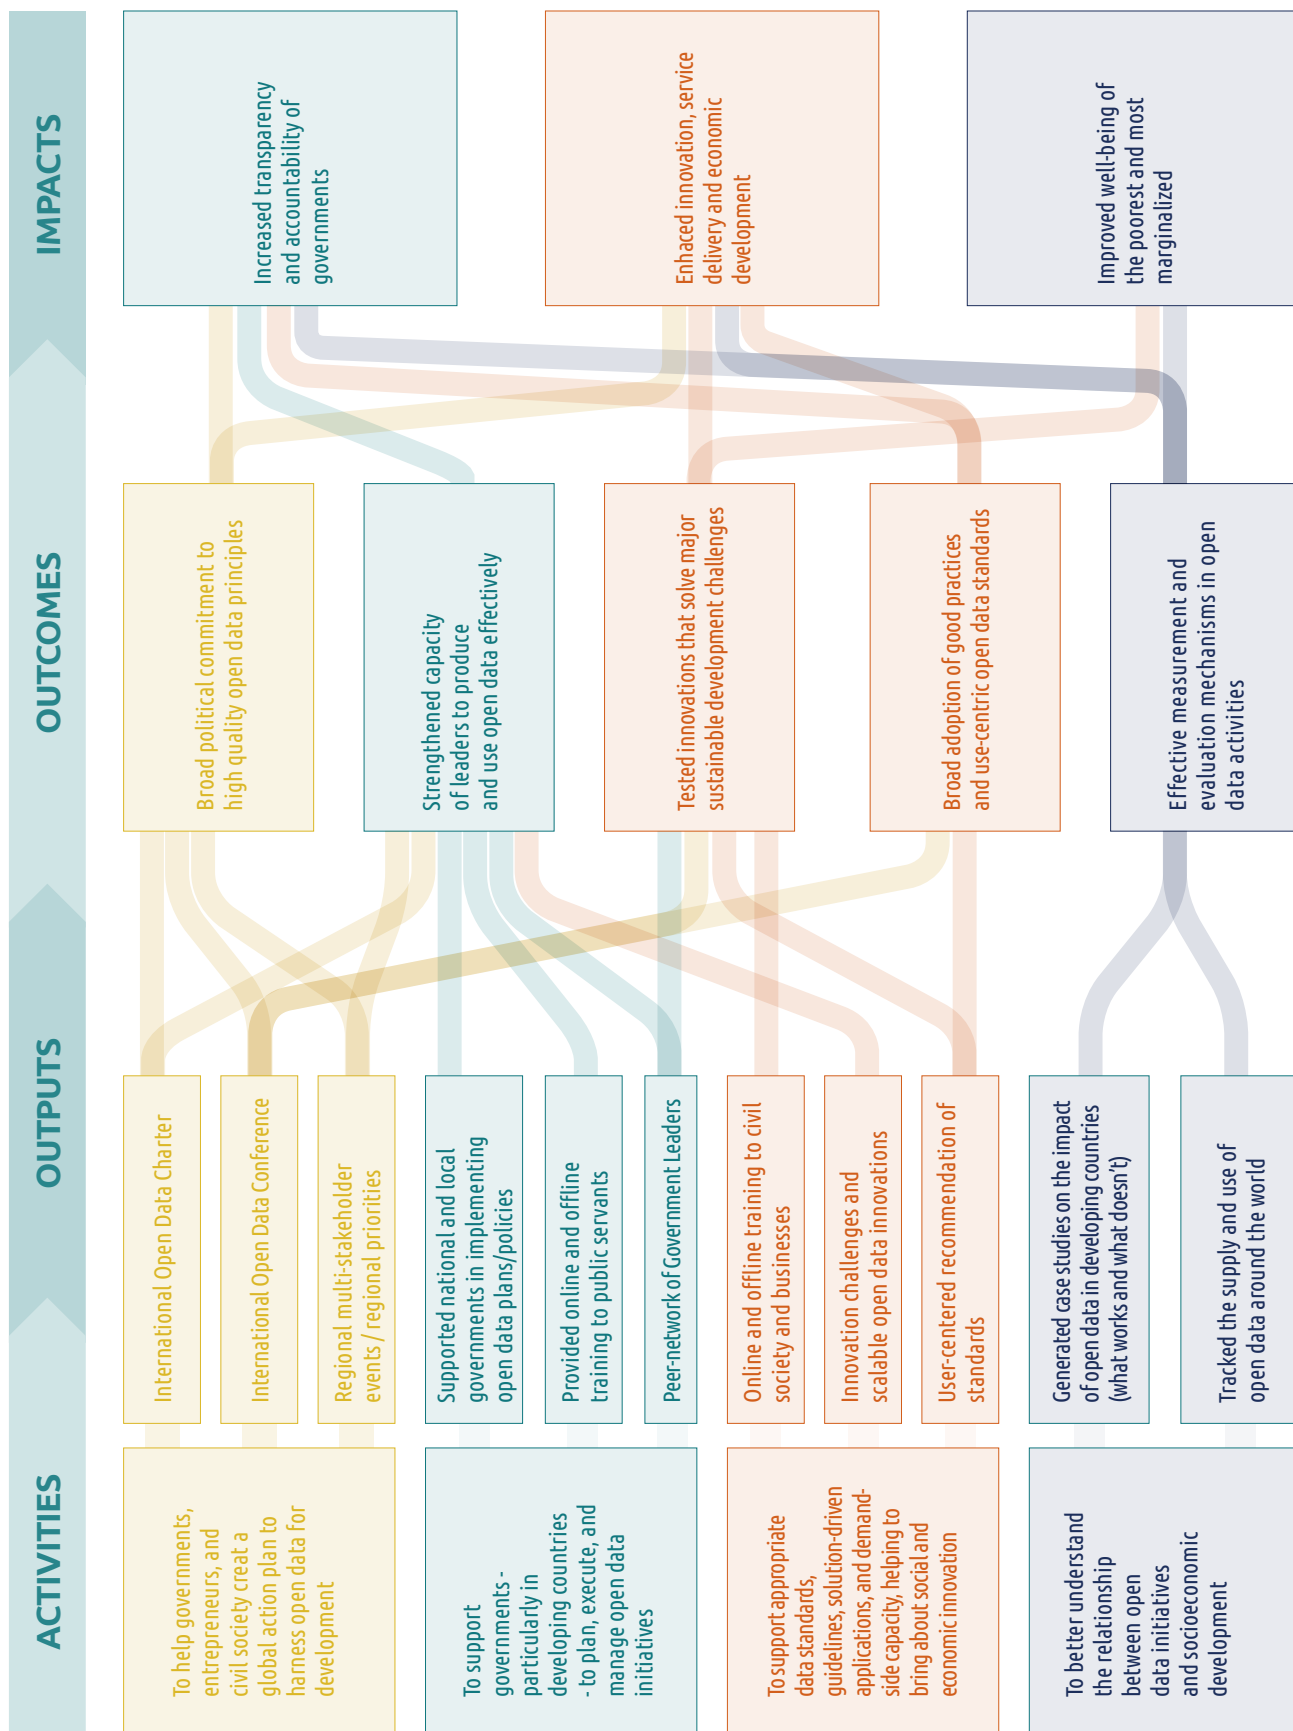 ACTIVITIES
To help governments,
entrepreneurs, and
civil society creat a
global action plan to
harness open data for
development
To support
governments -
particularly in
developing countries
- to plan, execute, and
manage open data
initiatives
To support appropriate
data standards,
guidelines, solution-driven
applications, and demand-
side capacity, helping to
bring about social and
economic innovation
To better understand
the relationship
between open
data initiatives
and socioeconomic
development
OUTPUTS
International Open Data Charter
International Open Data Conference
Regional multi-stakeholder
events / regional priorities
Supported national and local
governments in implementing
open data plans/policies
Provided online and offline
training to public servants
Peer-network of Government Leaders
Online and offline training to civil
society and businesses
Innovation challenges and
scalable open data innovations
User-centered recommendation of
standards
Generated case studies on the impact
of open data in developing countries
(what works and what doesn't)
Tracked the supply and use of
open data around the world
OUTCOMES
Broad political commitment to
high quality open data principles
Strengthened capacity
of leaders to produce
and use open data effectively
Tested innovations that solve major
sustainable development challenges
Broad adoption of good practices
and use-centric open data standards
Effective measurement and
evaluation mechanisms in open
data activities
IMPACTS
Increased transparency
and accountability of
governments
Enhaced innovation, service
delivery and economic
development
Improved well-being of
the poorest and most
marginalized